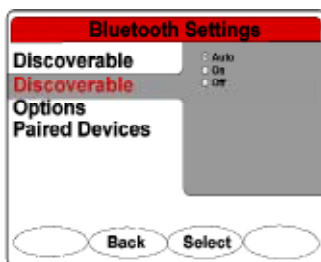 Bluetooth Settings
Discoverable
Auto
On
Discoverable
Off
Options
Paired Devices
Back
Select